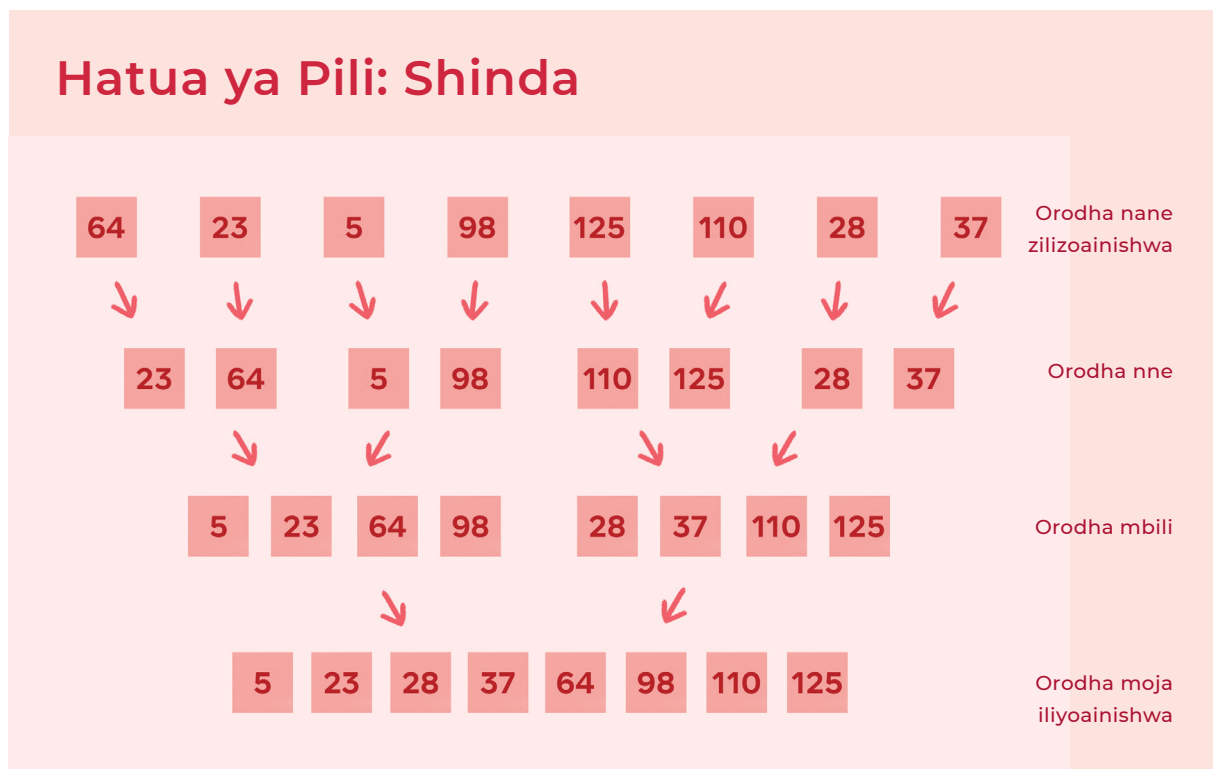 Hatua ya Pili: Shinda
64 23 5 98 125 110 28 37
Orodha nane
zilizoainishwa
23 64 5 98 110 125 28 37
Orodha nne
5 23 64 98 28 37 110 125
Orodha mbili
5 23 28 37 64 98 110 125
Orodha moja
iliyoainishwa